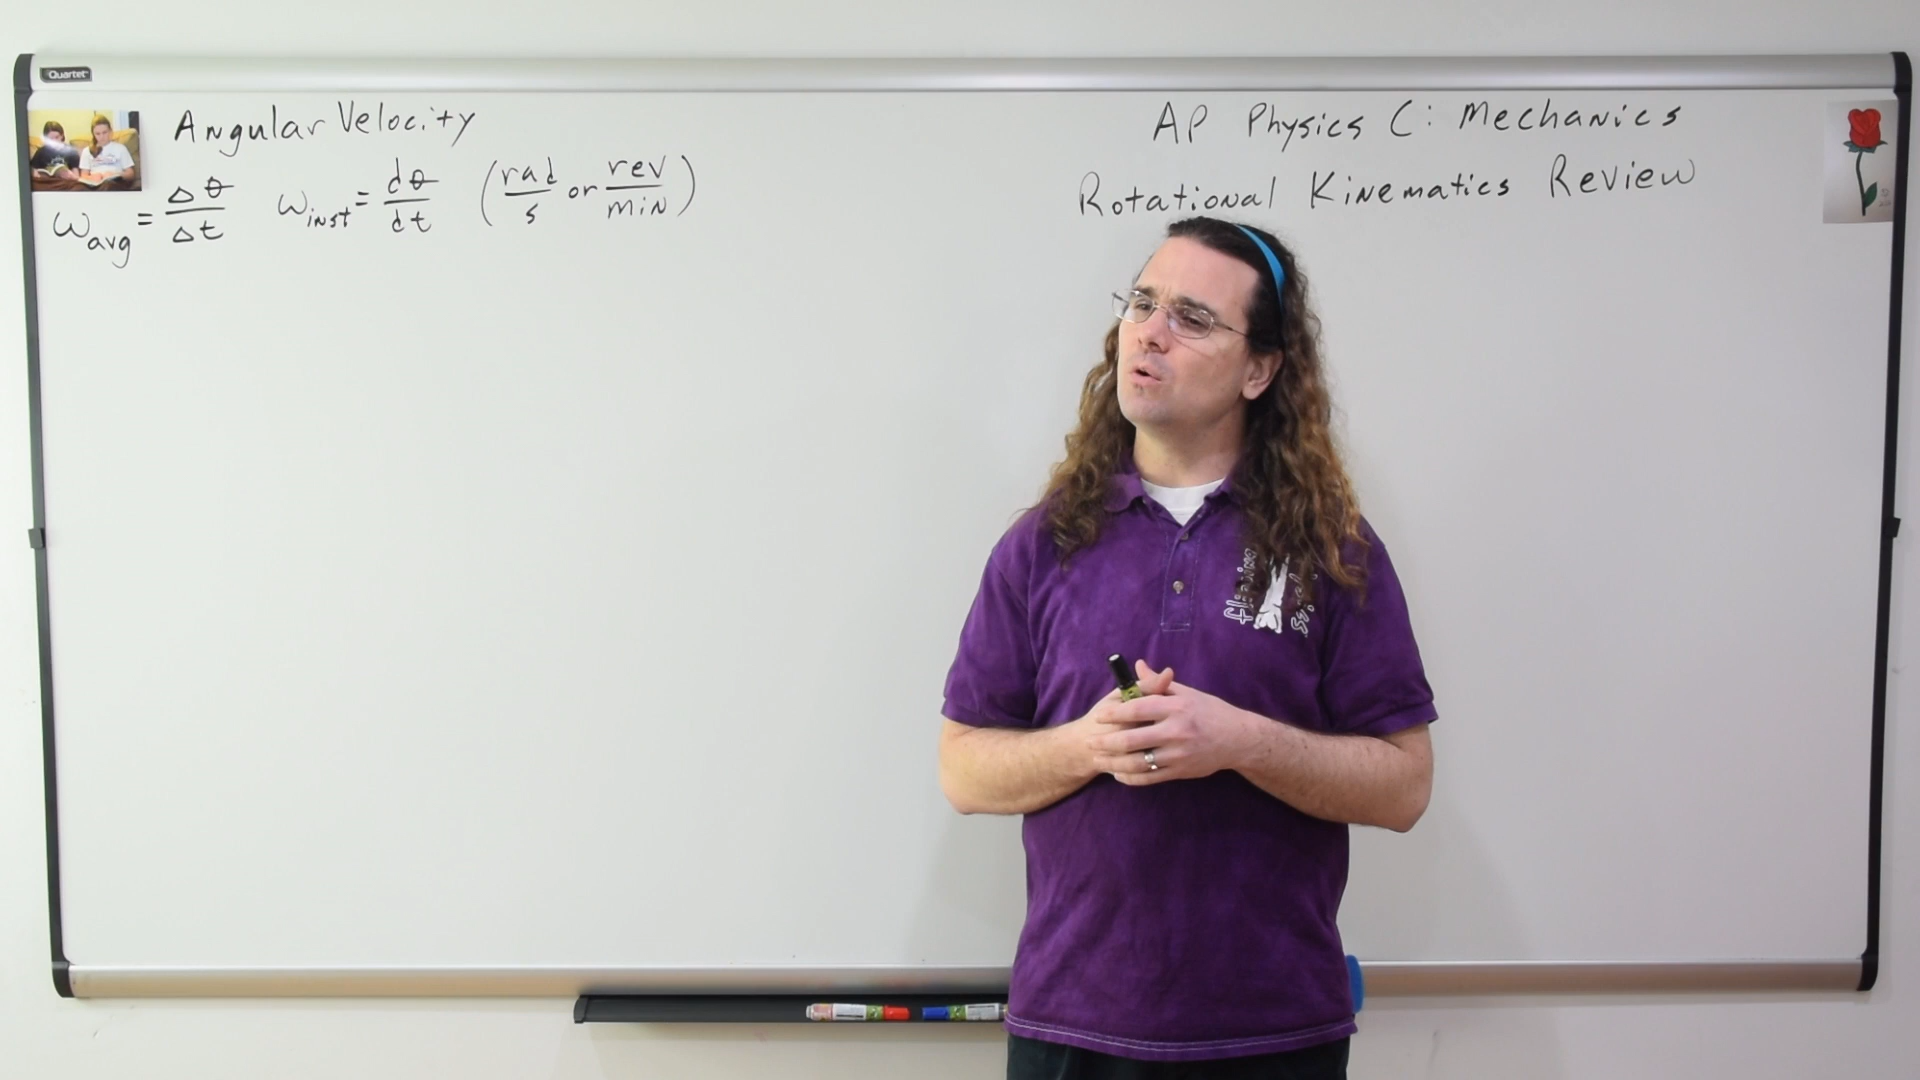 Quartet
Angular Velocity
ω_avg = Δθ/Δt ω_inst = dθ/dt (rad/s or rev/min)
AP Physics C: Mechanics
Rotational Kinematics Review